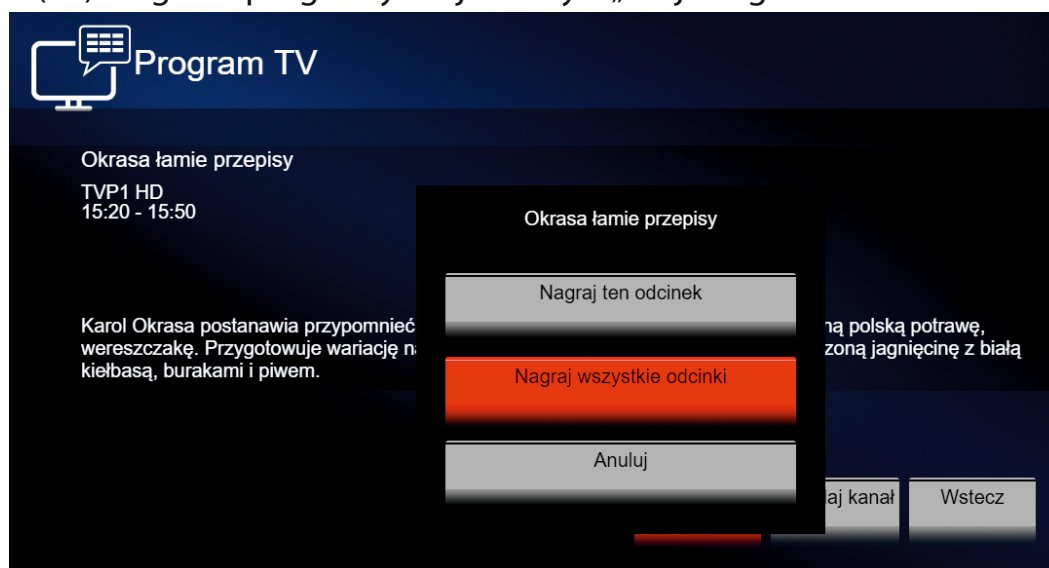 Program TV
Okrasa łamie przepisy
TVP1 HD
15:20 - 15:50
Okrasa łamie przepisy
Nagraj ten odcinek
Karol Okrasa postanawia przypomnieć ną polską potrawę,
wereszczakę. Przygotowuje wariację zoną jagnięcinę z białą
kiełbasą, burakami i piwem.
Nagraj wszystkie odcinki
Anuluj
aj kanał
Wstecz